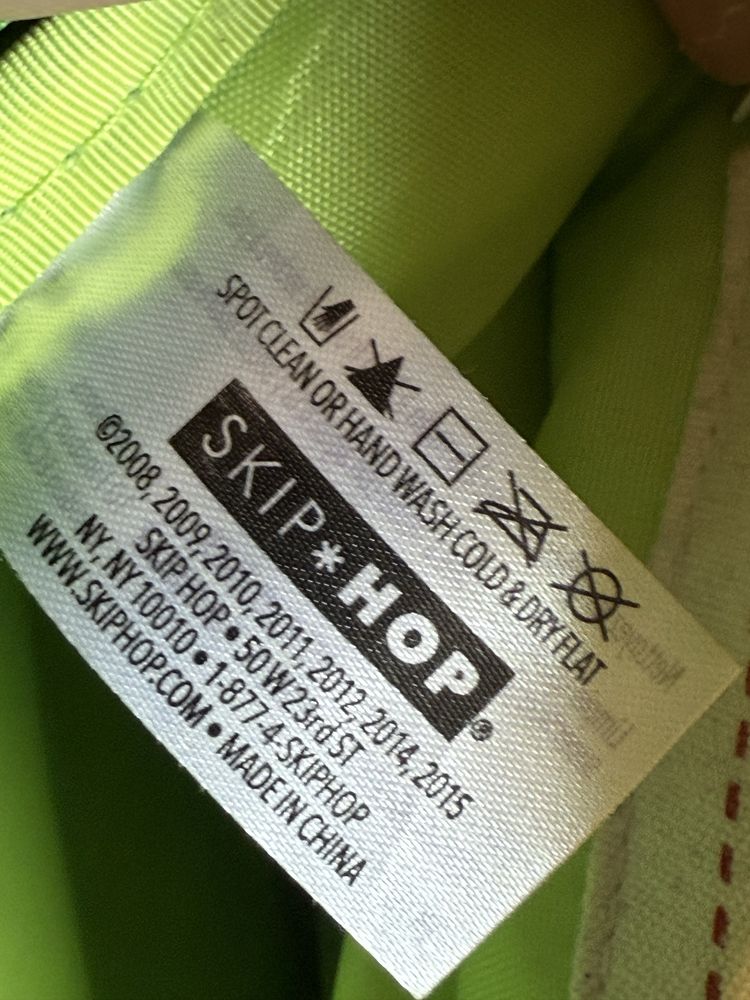 SPOT CLEAN OR HAND WASH COLD & DRY FLAT
SKIP*HOP®
©2008, 2009, 2010, 2011, 2012, 2014, 2015
SKIP HOP • 50 W 23rd ST
NY, NY 10010 • 1-877-4-SKIPHOP
WWW.SKIPHOP.COM • MADE IN CHINA